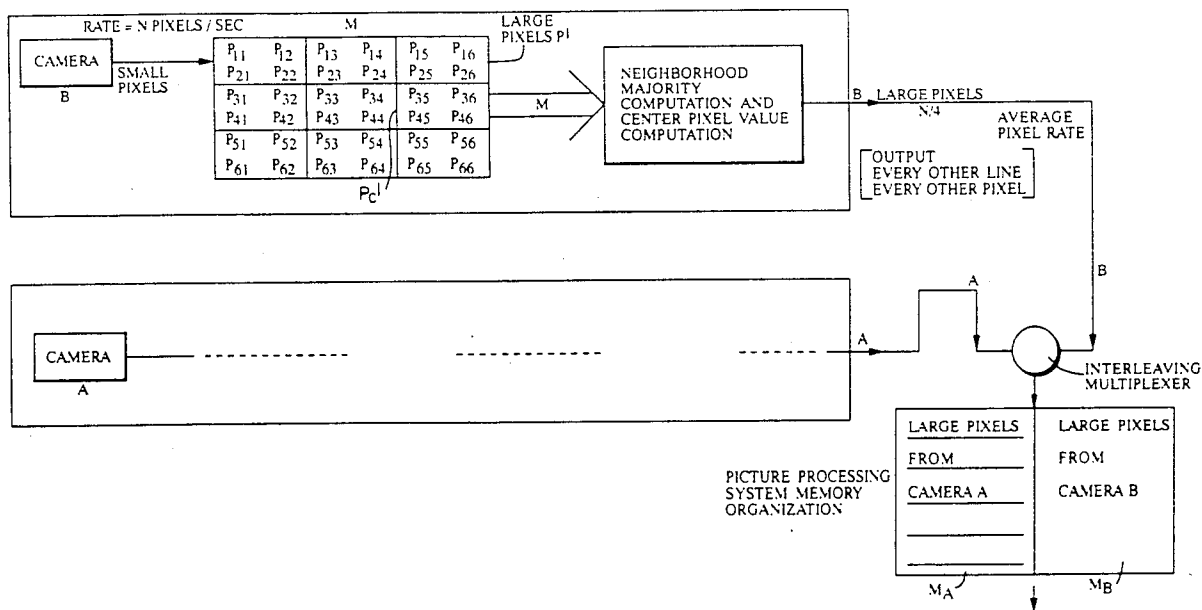 RATE = N PIXELS / SEC
M
LARGE
PIXELS P¹
CAMERA
B
SMALL
PIXELS
P11 P12 P13 P14 P15 P16
P21 P22 P23 P24 P25 P26
P31 P32 P33 P34 P35 P36
P41 P42 P43 P44 P45 P46
P51 P52 P53 P54 P55 P56
P61 P62 P63 P64 P65 P66
PC¹
M
NEIGHBORHOOD
MAJORITY
COMPUTATION AND
CENTER PIXEL VALUE
COMPUTATION
B LARGE PIXELS
N/4
AVERAGE
PIXEL RATE
OUTPUT
EVERY OTHER LINE
EVERY OTHER PIXEL
B
A
CAMERA
A
A
INTERLEAVING
MULTIPLEXER
PICTURE PROCESSING
SYSTEM MEMORY
ORGANIZATION
LARGE PIXELS
FROM
CAMERA A
LARGE PIXELS
FROM
CAMERA B
MA
MB